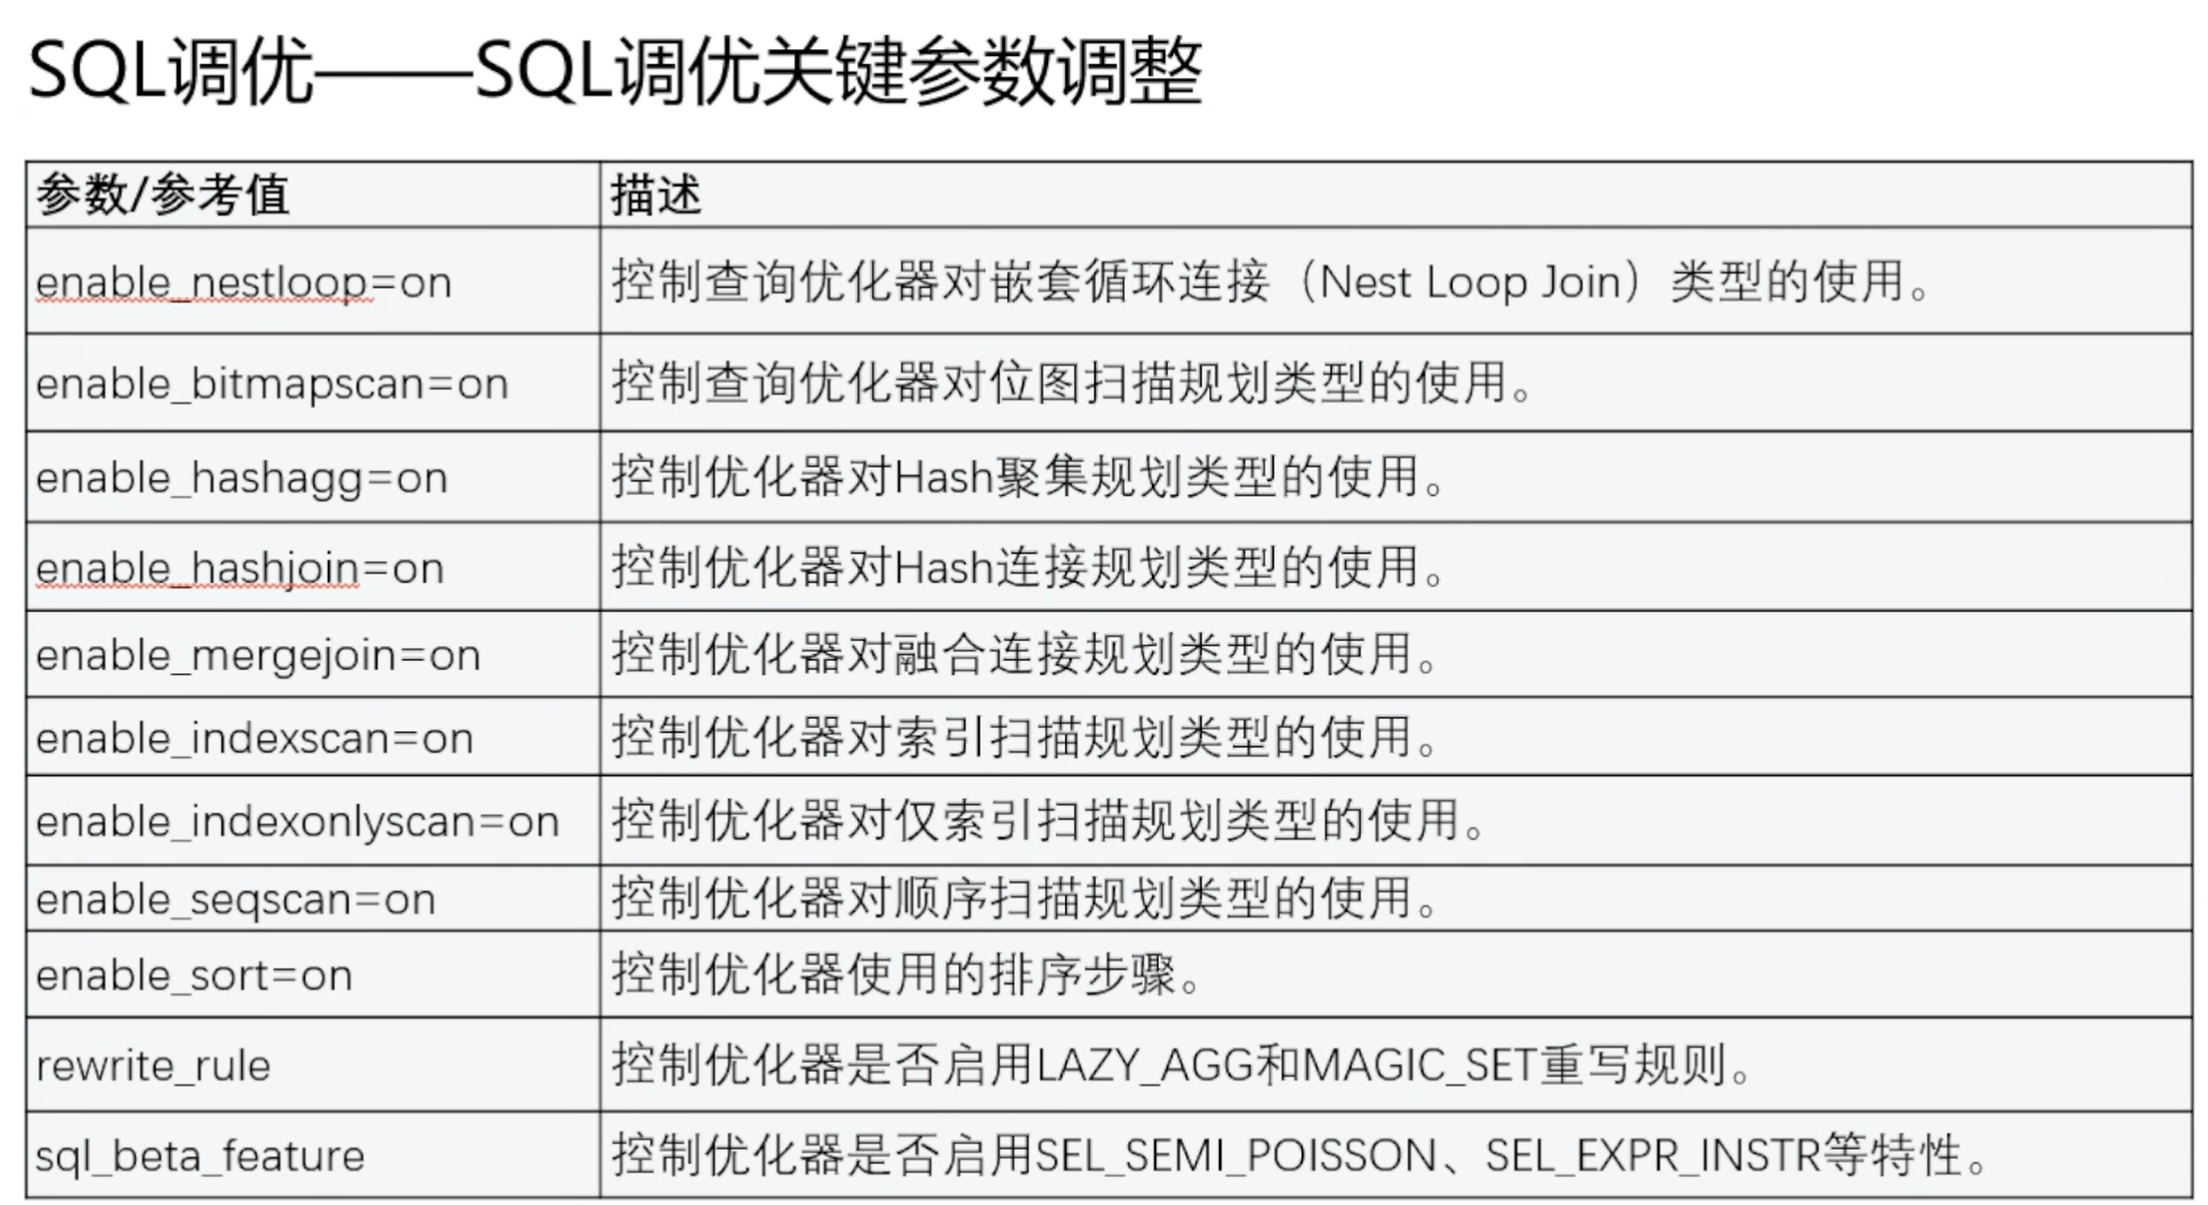 SQL调优——SQL调优关键参数调整
参数/参考值 描述
enable_nestloop=on 控制查询优化器对嵌套循环连接（Nest Loop Join）类型的使用。
enable_bitmapscan=on 控制查询优化器对位图扫描规划类型的使用。
enable_hashagg=on 控制优化器对Hash聚集规划类型的使用。
enable_hashjoin=on 控制优化器对Hash连接规划类型的使用。
enable_mergejoin=on 控制优化器对融合连接规划类型的使用。
enable_indexscan=on 控制优化器对索引扫描规划类型的使用。
enable_indexonlyscan=on 控制优化器对仅索引扫描规划类型的使用。
enable_seqscan=on 控制优化器对顺序扫描规划类型的使用。
enable_sort=on 控制优化器使用的排序步骤。
rewrite_rule 控制优化器是否启用LAZY_AGG和MAGIC_SET重写规则。
sql_beta_feature 控制优化器是否启用SEL_SEMI_POISSON、SEL_EXPR_INSTR等特性。